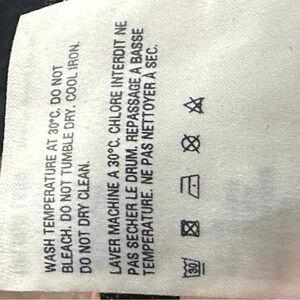 WASH TEMPERATURE AT 30°C. DO NOT
BLEACH. DO NOT TUMBLE DRY. COOL IRON.
DO NOT DRY CLEAN.
LAVER MACHINE A 30°C. CHLORE INTERDIT NE
PAS SECHER LE DRUM. REPASSAGE A BASSE
TEMPERATURE. NE PAS NETTOYER À SEC.
30